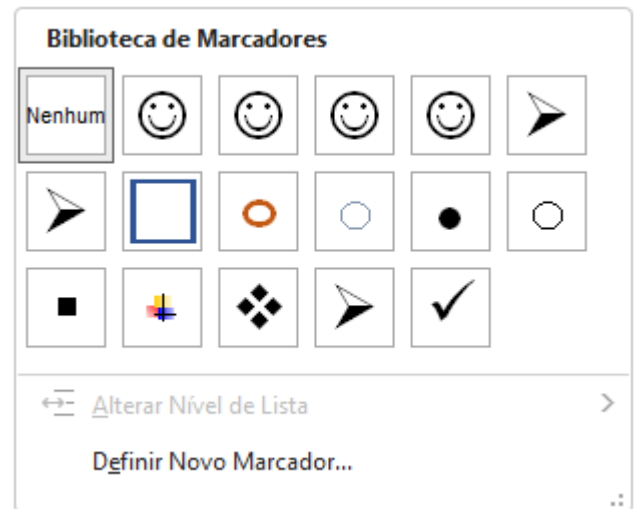 Biblioteca de Marcadores
Nenhum
Alterar Nível de Lista
Definir Novo Marcador...